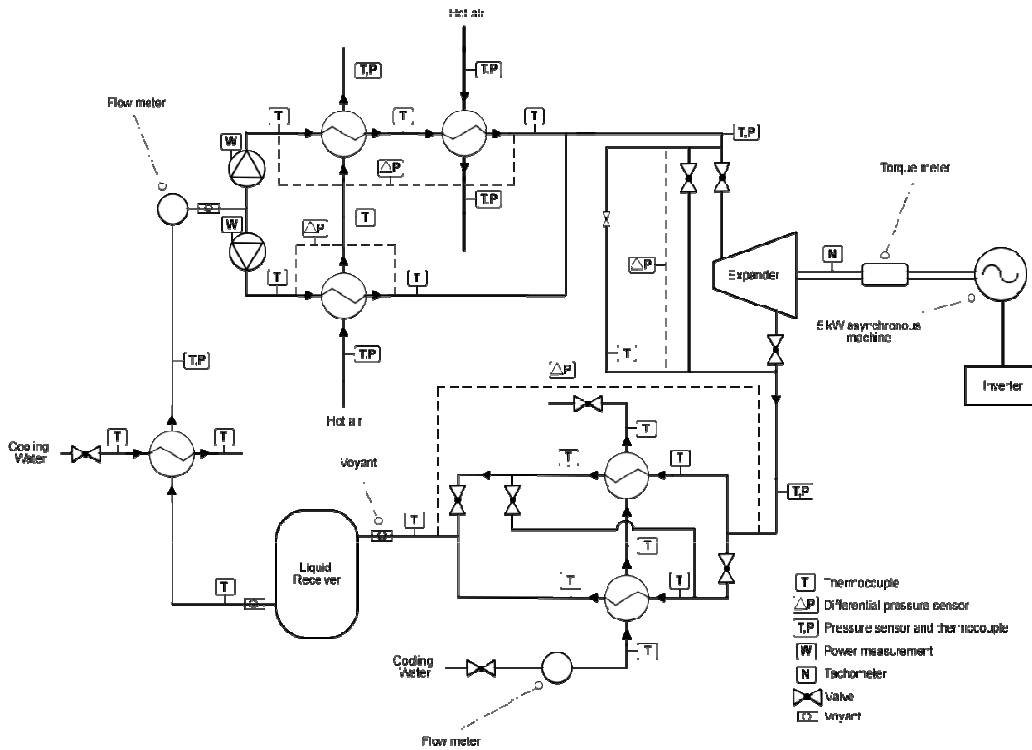 Hot air
T,P
T,P
Flow meter
T
T
T
T,P
W
Torque meter
ΔP
T,P
W
T
ΔP
N
Expander
ΔP
T
T
5 kW asynchronous
machine
T,P
T,P
T
ΔP
Inverter
Hot air
Cooling
Water
T
T
T
Voyant
T
T
T,P
T
Liquid
Receiver
T
T
T
T
T
Cooling
Water
T
Flow meter
T Thermocouple
ΔP Differential pressure sensor
T,P Pressure sensor and thermocouple
W Power measurement
N Tachometer
Valve
Voyant